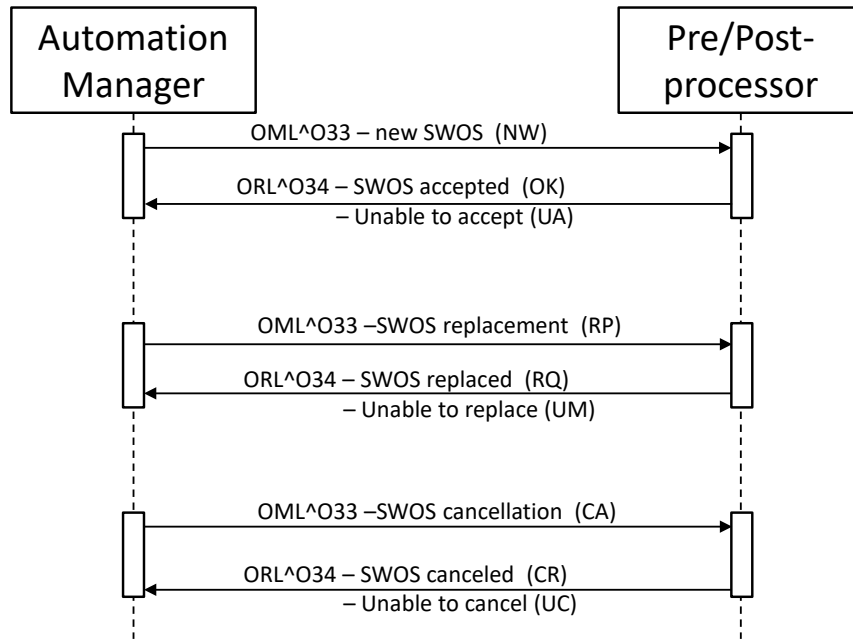 Automation
Manager
Pre/Post-
processor
OML^O33 – new SWOS (NW)
ORL^O34 – SWOS accepted (OK)
– Unable to accept (UA)
OML^O33 –SWOS replacement (RP)
ORL^O34 – SWOS replaced (RQ)
– Unable to replace (UM)
OML^O33 –SWOS cancellation (CA)
ORL^O34 – SWOS canceled (CR)
– Unable to cancel (UC)